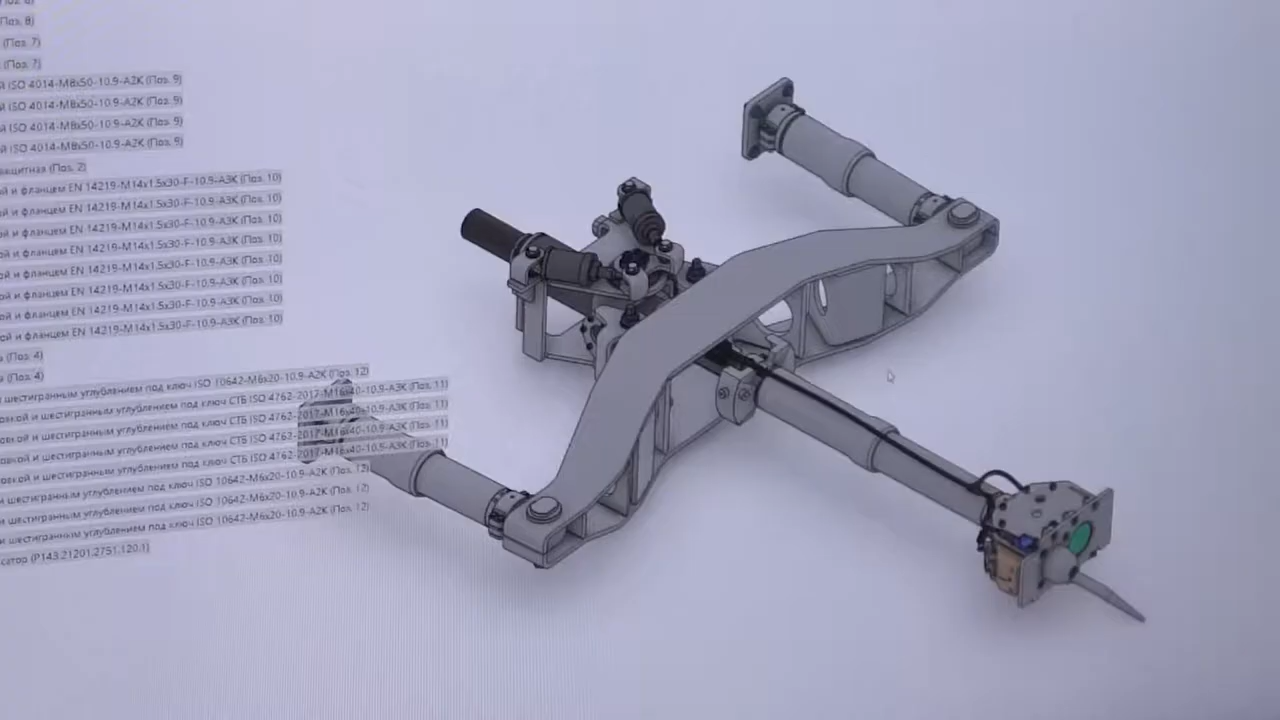 (Поз. 8)
(Поз. 7)
(Поз. 7)
й ISO 4014-M8x50-10.9-A2K (Поз. 9)
й ISO 4014-M8x50-10.9-A2K (Поз. 9)
й ISO 4014-M8x50-10.9-A2K (Поз. 9)
й ISO 4014-M8x50-10.9-A2K (Поз. 9)
ащитная (Поз. 2)
ой и фланцем EN 14219-M14x1.5x30-F-10.9-A3K (Поз. 10)
ой и фланцем EN 14219-M14x1.5x30-F-10.9-A3K (Поз. 10)
ой и фланцем EN 14219-M14x1.5x30-F-10.9-A3K (Поз. 10)
ой и фланцем EN 14219-M14x1.5x30-F-10.9-A3K (Поз. 10)
ой и фланцем EN 14219-M14x1.5x30-F-10.9-A3K (Поз. 10)
ой и фланцем EN 14219-M14x1.5x30-F-10.9-A3K (Поз. 10)
ой и фланцем EN 14219-M14x1.5x30-F-10.9-A3K (Поз. 10)
ой и фланцем EN 14219-M14x1.5x30-F-10.9-A3K (Поз. 10)
(Поз. 4)
(Поз. 4)
и шестигранным углублением под ключ ISO 10642-M6x20-10.9-A2K (Поз. 12)
овкой и шестигранным углублением под ключ СТБ ISO 4762-2017-M16x40-10.9-A3K (Поз. 11)
овкой и шестигранным углублением под ключ СТБ ISO 4762-2017-M16x40-10.9-A3K (Поз. 11)
овкой и шестигранным углублением под ключ СТБ ISO 4762-2017-M16x40-10.9-A3K (Поз. 11)
овкой и шестигранным углублением под ключ СТБ ISO 4762-2017-M16x40-10.9-A3K (Поз. 11)
и шестигранным углублением под ключ ISO 10642-M6x20-10.9-A2K (Поз. 12)
и шестигранным углублением под ключ ISO 10642-M6x20-10.9-A2K (Поз. 12)
и шестигранным углублением под ключ ISO 10642-M6x20-10.9-A2K (Поз. 12)
сатор (Р143.21201.2751.120.1)